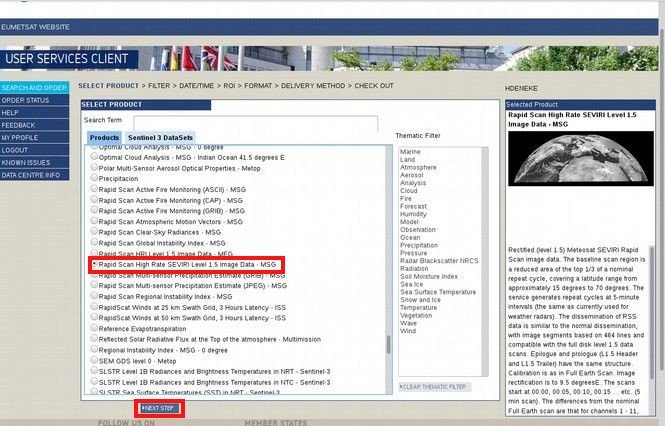 EUMETSAT WEBSITE
USER SERVICES CLIENT
SEARCH AND ORDER
ORDER STATUS
HELP
FEEDBACK
MY PROFILE
LOGOUT
KNOWN ISSUES
DATA CENTRE INFO
SELECT PRODUCT > FILTER > DATE/TIME > ROI > FORMAT > DELIVERY METHOD > CHECK OUT
SELECT PRODUCT
Search Term
Products Sentinel 3 DataSets
Optimal Cloud Analysis - MSG - 0 degree
Optimal Cloud Analysis - MSG - Indian Ocean 41.5 degrees E
Polar Multi-Sensor Aerosol Optical Properties - Metop
Precipitacion
Rapid Scan Active Fire Monitoring (ASCII) - MSG
Rapid Scan Active Fire Monitoring (CAP) - MSG
Rapid Scan Active Fire Monitoring (GRIB) - MSG
Rapid Scan Atmospheric Motion Vectors - MSG
Rapid Scan Clear-Sky Radiances - MSG
Rapid Scan Global Instability Index - MSG
Rapid Scan HRI Level 1.5 Image Data - MFG
Rapid Scan High Rate SEVIRI Level 1.5 Image Data - MSG
Rapid Scan Multi-sensor Precipitation Estimate (GRIB) - MSG
Rapid Scan Multi-sensor Precipitation Estimate (JPEG) - MSG
Rapid Scan Regional Instability Index - MSG
RapidScat Winds at 25 km Swath Grid, 3 Hours Latency - ISS
RapidScat Winds at 50 km Swath Grid, 3 Hours Latency - ISS
Reference Evapotranspiration
Reflected Solar Radiative Flux at the Top of the atmosphere - Multimission
Regional Instability Index - MSG - 0 degree
SEM GDS level 0 - Metop
SLSTR Level 1B Radiances and Brightness Temperatures in NRT - Sentinel-3
SLSTR Level 1B Radiances and Brightness Temperatures in NTC - Sentinel-3
SLSTR Sea Surface Temperatures (SST) in NRT - Sentinel-3
NEXT STEP
Thematic Filter
Marine
Land
Atmosphere
Aerosol
Analysis
Cloud
Fire
Forecast
Humidity
Model
Observation
Ocean
Precipitation
Pressure
Radar Blackscatter NRCS
Radiation
Soil Moisture Index
Sea Ice
Sea Surface Temperature
Snow and Ice
Temperature
Vegetation
Wave
Wind
CLEAR THEMATIC FILTER
HDENEKE
Selected Product
Rapid Scan High Rate SEVIRI Level 1.5
Image Data - MSG
Rectified (level 1.5) Meteosat SEVIRI Rapid
Scan image data. The baseline scan region is
a reduced area of the top 1/3 of a nominal
repeat cycle, covering a latitude range from
approximately 15 degrees to 70 degrees. The
service generates repeat cycles at 5-minute
intervals (the same as currently used for
weather radars). The dissemination of RSS
data is similar to the normal dissemination,
with image segments based on 464 lines and
compatible with the full disk level 1.5 data
scans. Epilogue and prologue (L1.5 Header
and L1.5 Trailer) have the same structure.
Calibration is as in Full Earth Scan. Image
rectification is to 9.5 degreesE. The scans
start at 00:00, 00:05, 00:10, 00:15 ... etc. (5
min scan). The differences from the nominal
Full Earth scan are that for channels 1 - 11,
FOLLOW US ON
MEMBER STATES